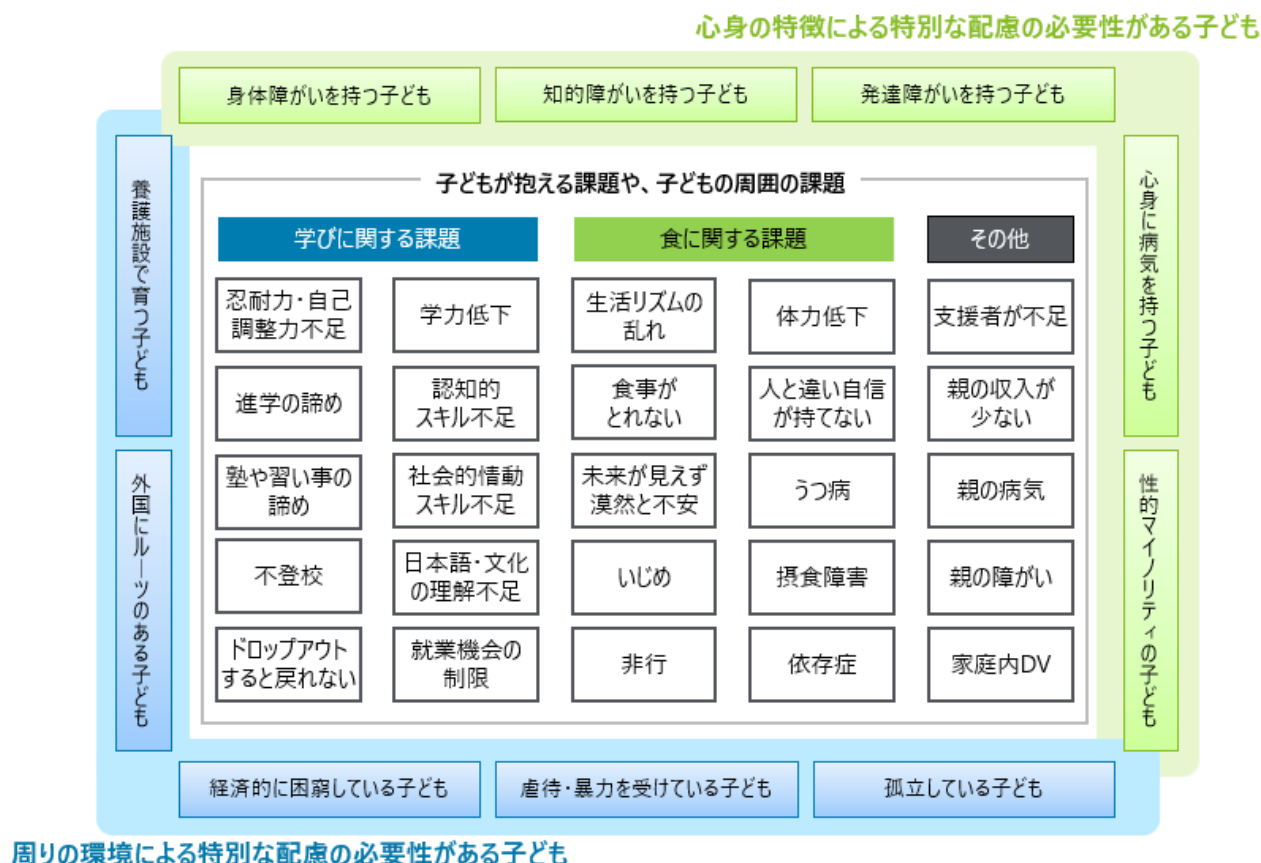 心身の特徴による特別な配慮の必要性がある子ども
身体障がいを持つ子ども
知的障がいを持つ子ども
発達障がいを持つ子ども
養護施設で育つ子ども
外国にルーツのある子ども
子どもが抱える課題や、子どもの周囲の課題
学びに関する課題
食に関する課題
その他
忍耐力・自己
調整力不足
学力低下
生活リズムの
乱れ
体力低下
支援者が不足
進学の諦め
認知的
スキル不足
食事が
とれない
人と違い自信
が持てない
親の収入が
少ない
塾や習い事の
諦め
社会的情動
スキル不足
未来が見えず
漠然と不安
うつ病
親の病気
不登校
日本語・文化
の理解不足
いじめ
摂食障害
親の障がい
ドロップアウト
すると戻れない
就業機会の
制限
非行
依存症
家庭内DV
心身に病気を持つ子ども
性的マイノリティの子ども
経済的に困窮している子ども
虐待・暴力を受けている子ども
孤立している子ども
周りの環境による特別な配慮の必要性がある子ども